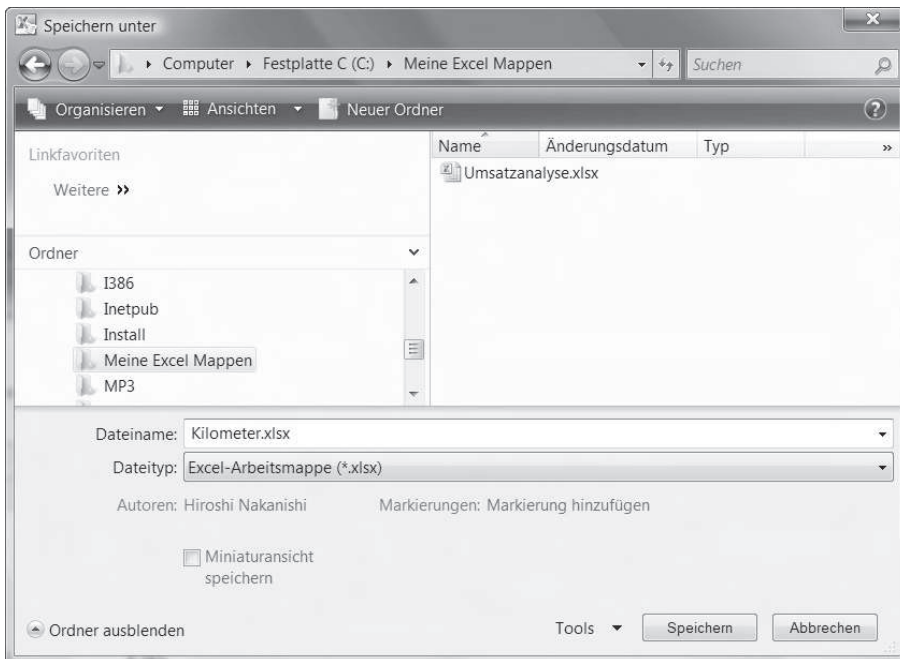 Speichern unter
Computer Festplatte C (C:) Meine Excel Mappen Suchen
Organisieren Ansichten Neuer Ordner
Linkfavoriten
Weitere »
Name Änderungsdatum Typ »
Umsatzanalyse.xlsx
Ordner
I386
Inetpub
Install
Meine Excel Mappen
MP3
Dateiname: Kilometer.xlsx
Dateityp: Excel-Arbeitsmappe (*.xlsx)
Autoren: Hiroshi Nakanishi Markierungen: Markierung hinzufügen
Miniaturansicht
speichern
Ordner ausblenden Tools Speichern Abbrechen